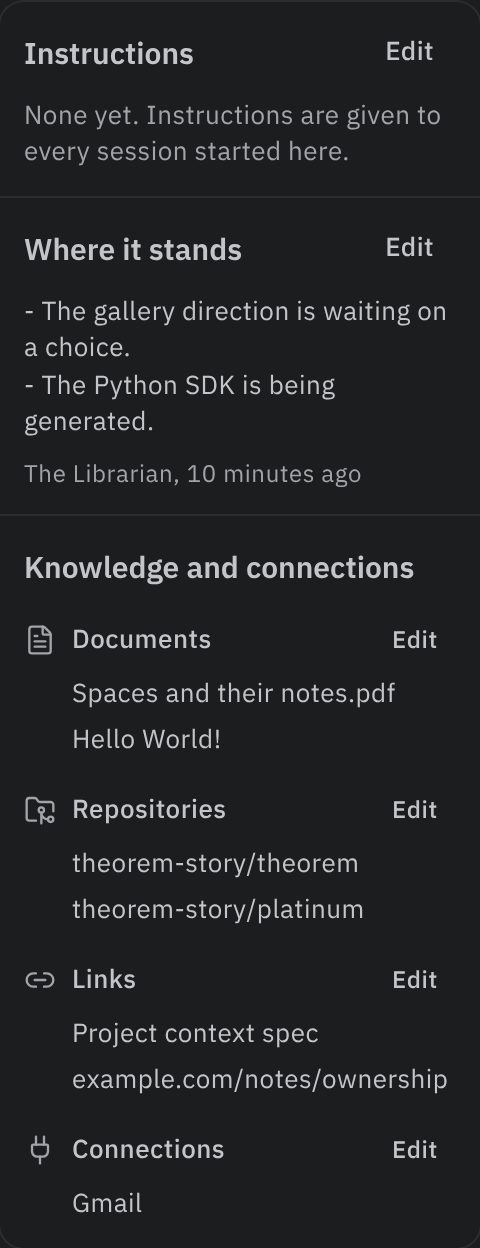 Instructions
Edit
None yet. Instructions are given to
every session started here.
Where it stands
Edit
- The gallery direction is waiting on
a choice.
- The Python SDK is being
generated.
The Librarian, 10 minutes ago
Knowledge and connections
Documents
Edit
Spaces and their notes.pdf
Hello World!
Repositories
Edit
theorem-story/theorem
theorem-story/platinum
Links
Edit
Project context spec
example.com/notes/ownership
Connections
Edit
Gmail